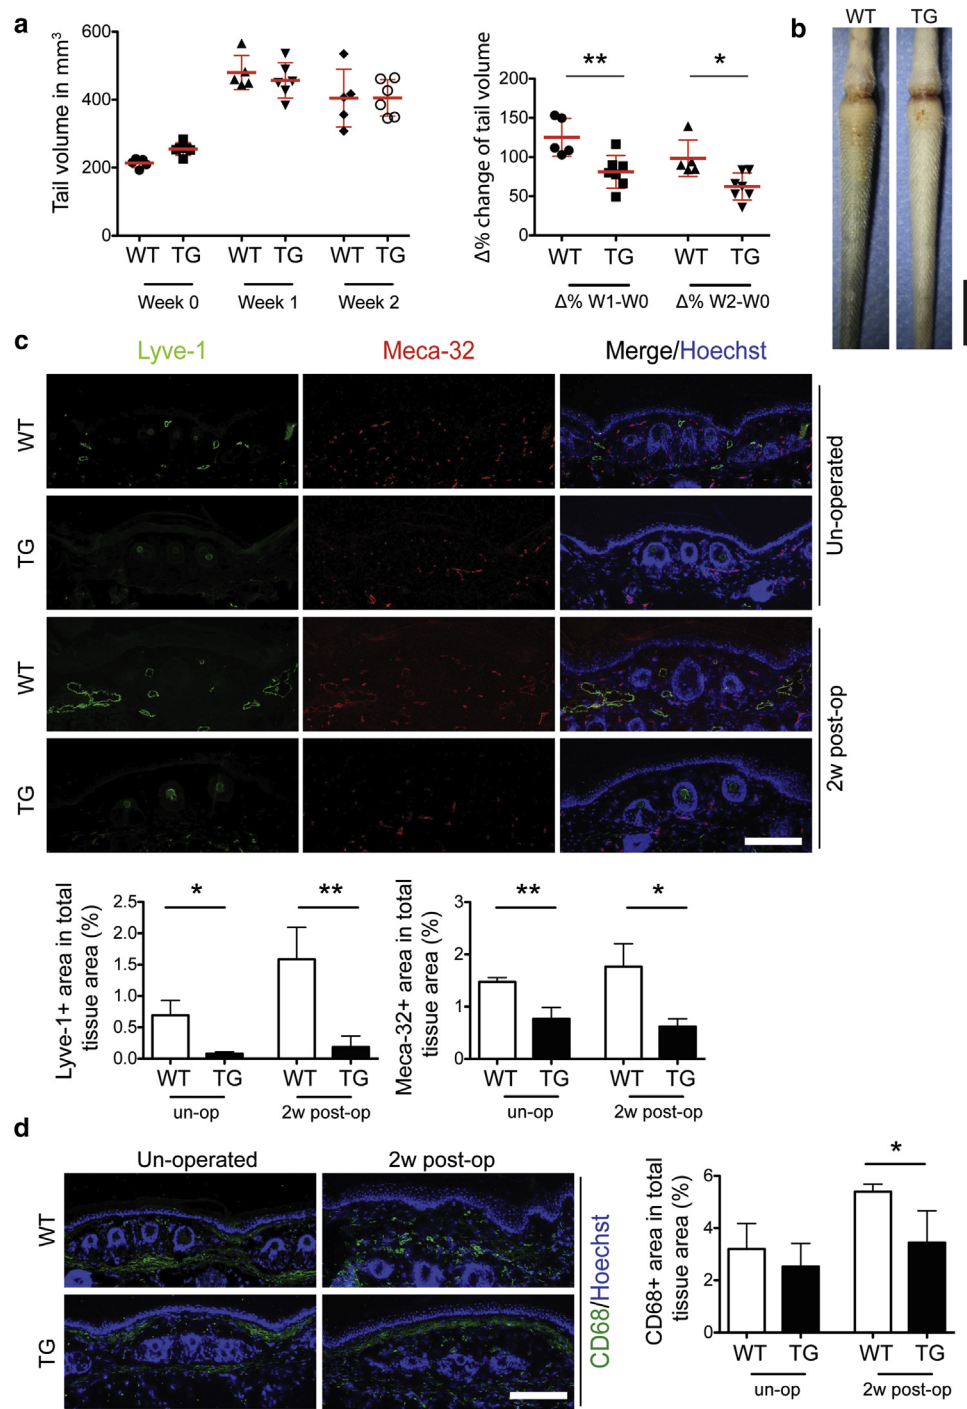 a
Tail volume in mm³
600
400
200
0
WT TG WT TG WT TG
Week 0 Week 1 Week 2
Δ% change of tail volume
200
150
100
50
0
** *
WT TG WT TG
Δ% W1-W0 Δ% W2-W0
b
WT TG
c
Lyve-1 Meca-32 Merge/Hoechst
WT
TG
Un-operated
WT
TG
2w post-op
Lyve-1+ area in total
tissue area (%)
2.5
2.0
1.5
1.0
0.5
0.0
* **
WT TG WT TG
un-op 2w post-op
Meca-32+ area in total
tissue area (%)
3
2
1
0
** *
WT TG WT TG
un-op 2w post-op
d
Un-operated 2w post-op
WT
TG
CD68/Hoechst
CD68+ area in total
tissue area (%)
6
4
2
0
*
WT TG WT TG
un-op 2w post-op